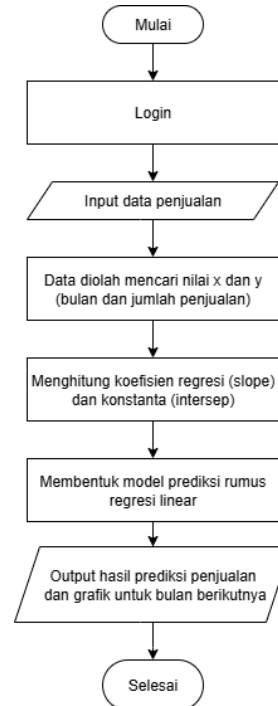 Mulai
Login
Input data penjualan
Data diolah mencari nilai x dan y
(bulan dan jumlah penjualan)
Menghitung koefisien regresi (slope)
dan konstanta (intersep)
Membentuk model prediksi rumus
regresi linear
Output hasil prediksi penjualan
dan grafik untuk bulan berikutnya
Selesai